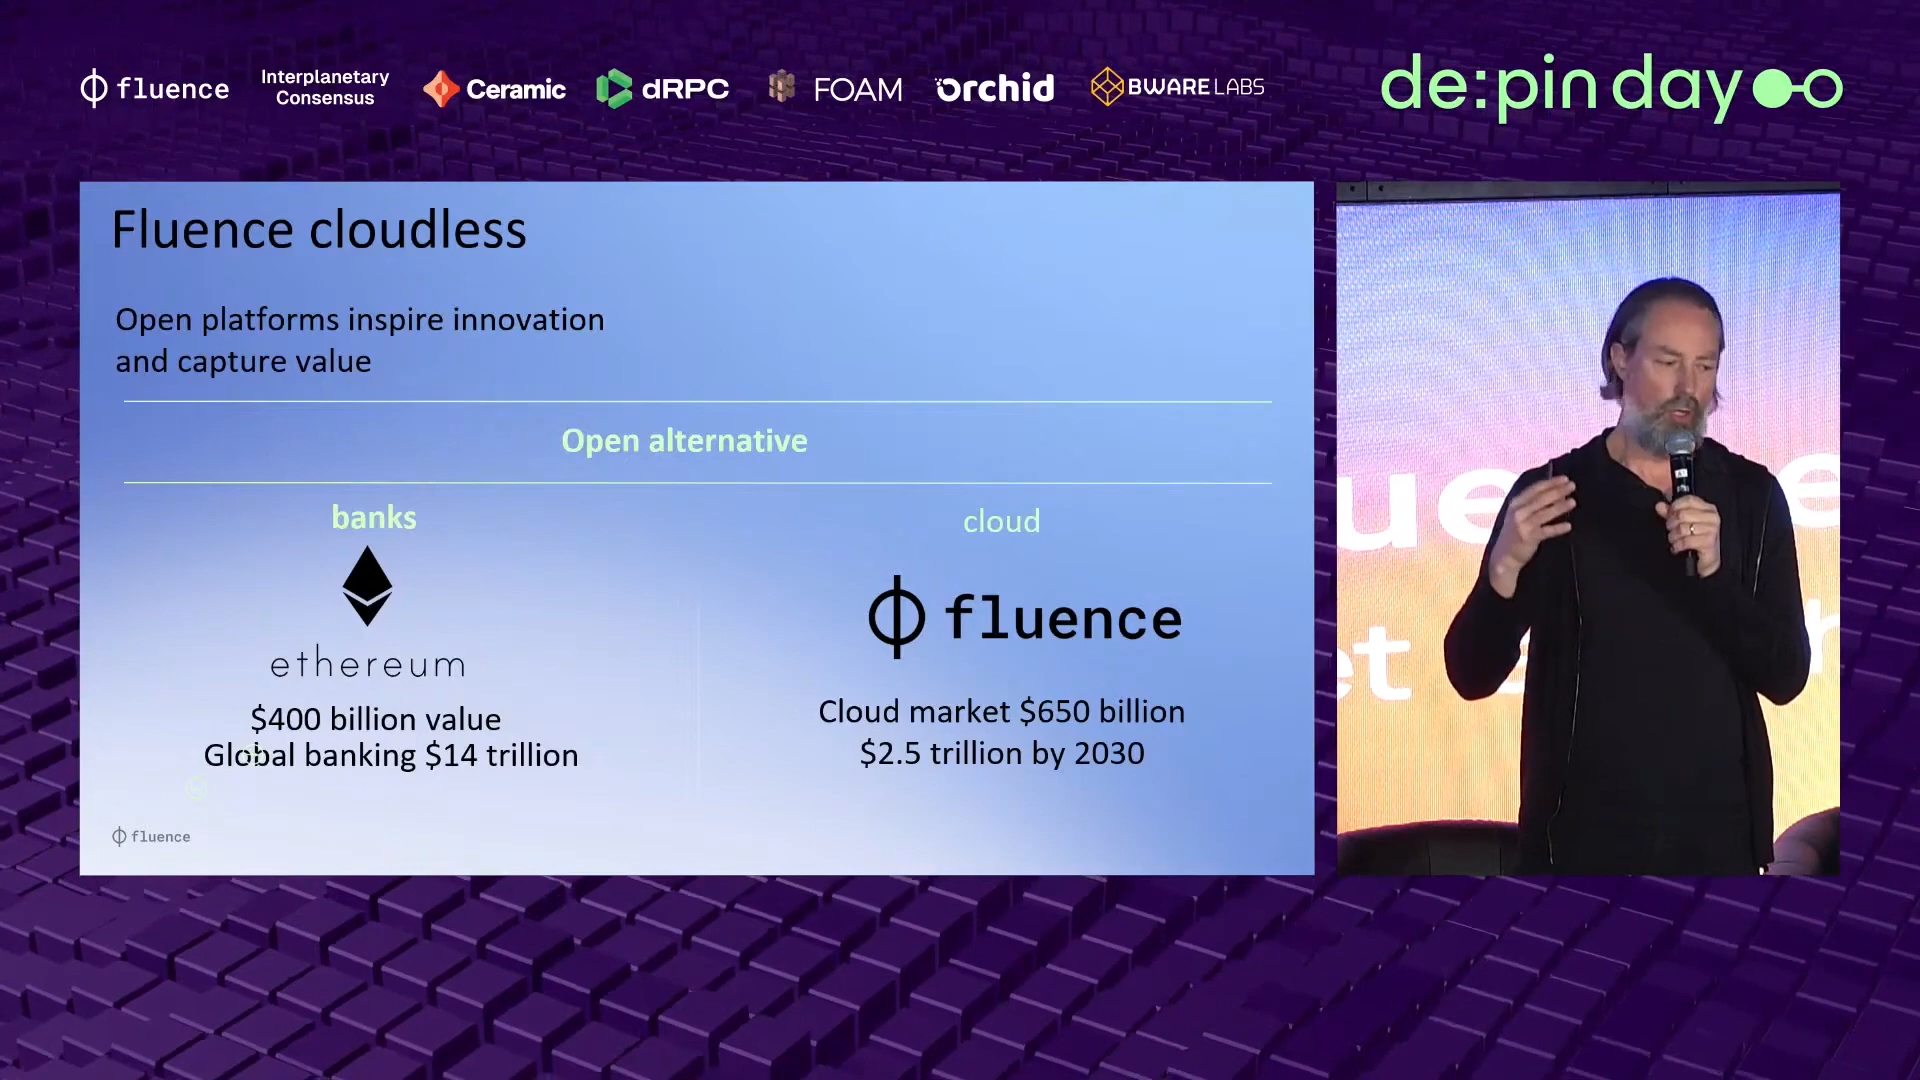 fluence
Interplanetary
Consensus
Ceramic
dRPC
FOAM
orchid
BWARE LABS
de:pin day
Fluence cloudless
Open platforms inspire innovation
and capture value
Open alternative
banks
cloud
ethereum
fluence
$400 billion value
Global banking $14 trillion
Cloud market $650 billion
$2.5 trillion by 2030
fluence